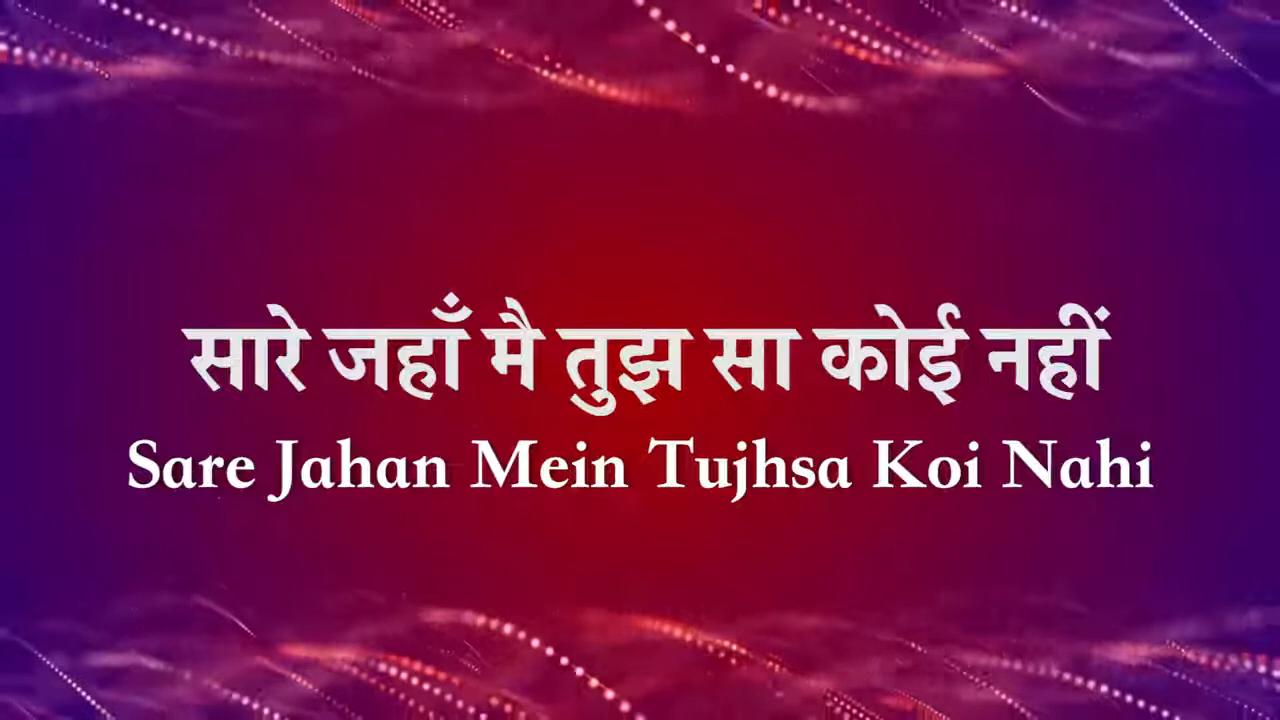 सारे जहाँ मै तुझ सा कोई नहीं
Sare Jahan Mein Tujhsa Koi Nahi